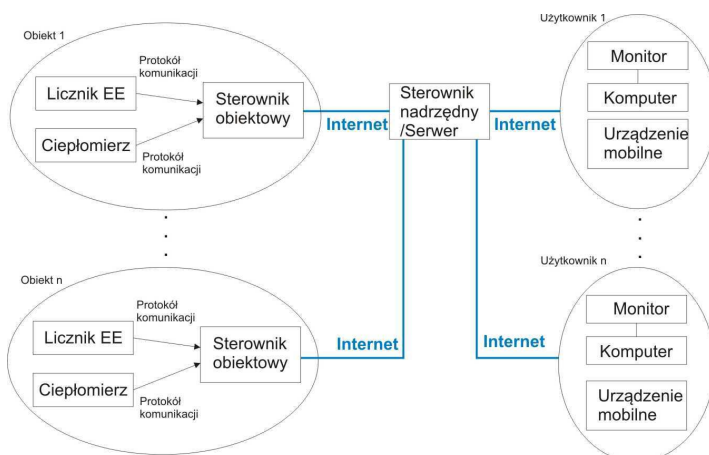 Obiekt 1
Protokół
komunikacji
Licznik EE
Ciepłomierz
Protokół
komunikacji
Sterownik
obiektowy
Internet
Sterownik
nadrzędny
/Serwer
Internet
Użytkownik 1
Monitor
Komputer
Urządzenie
mobilne
Obiekt n
Protokół
komunikacji
Licznik EE
Ciepłomierz
Protokół
komunikacji
Sterownik
obiektowy
Internet
Internet
Użytkownik n
Monitor
Komputer
Urządzenie
mobilne